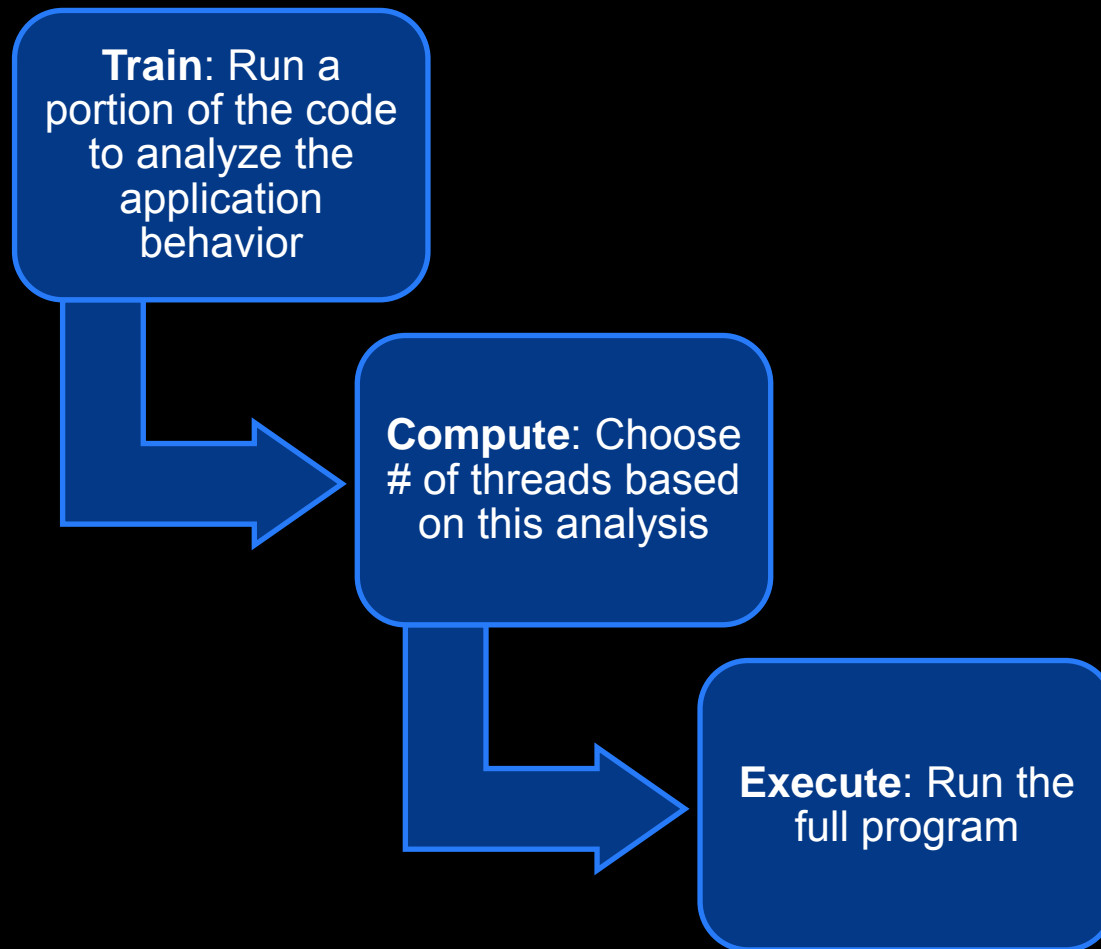 Train: Run a
portion of the code
to analyze the
application
behavior
Compute: Choose
# of threads based
on this analysis
Execute: Run the
full program